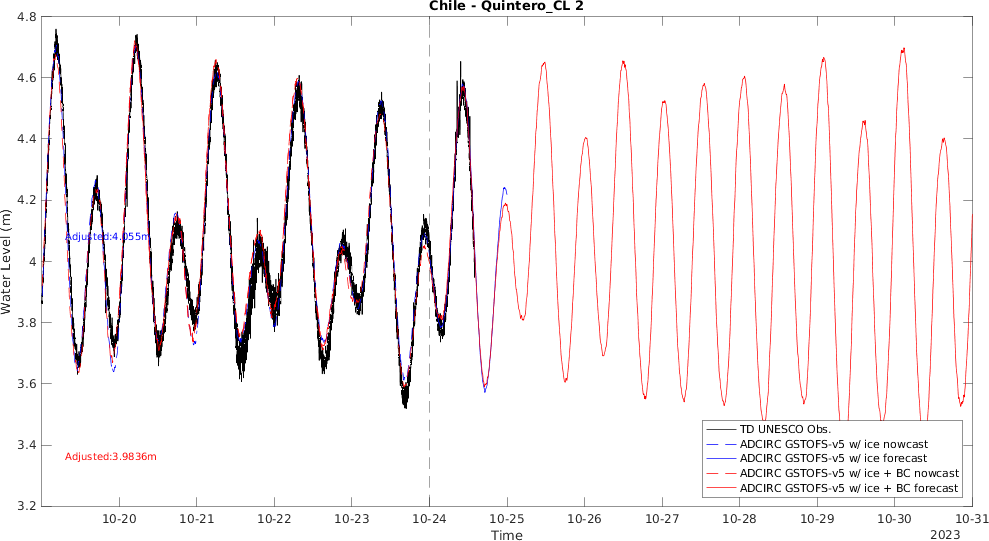 Chile - Quintero_CL 2
4.8
4.6
4.4
4.2
4
3.8
3.6
3.4
3.2
Water Level (m)
Adjusted:4.055m
Adjusted:3.9836m
TD UNESCO Obs.
ADCIRC GSTOFS-v5 w/ ice nowcast
ADCIRC GSTOFS-v5 w/ ice forecast
ADCIRC GSTOFS-v5 w/ ice + BC nowcast
ADCIRC GSTOFS-v5 w/ ice + BC forecast
10-20 10-21 10-22 10-23 10-24 10-25 10-26 10-27 10-28 10-29 10-30 10-31
Time
2023